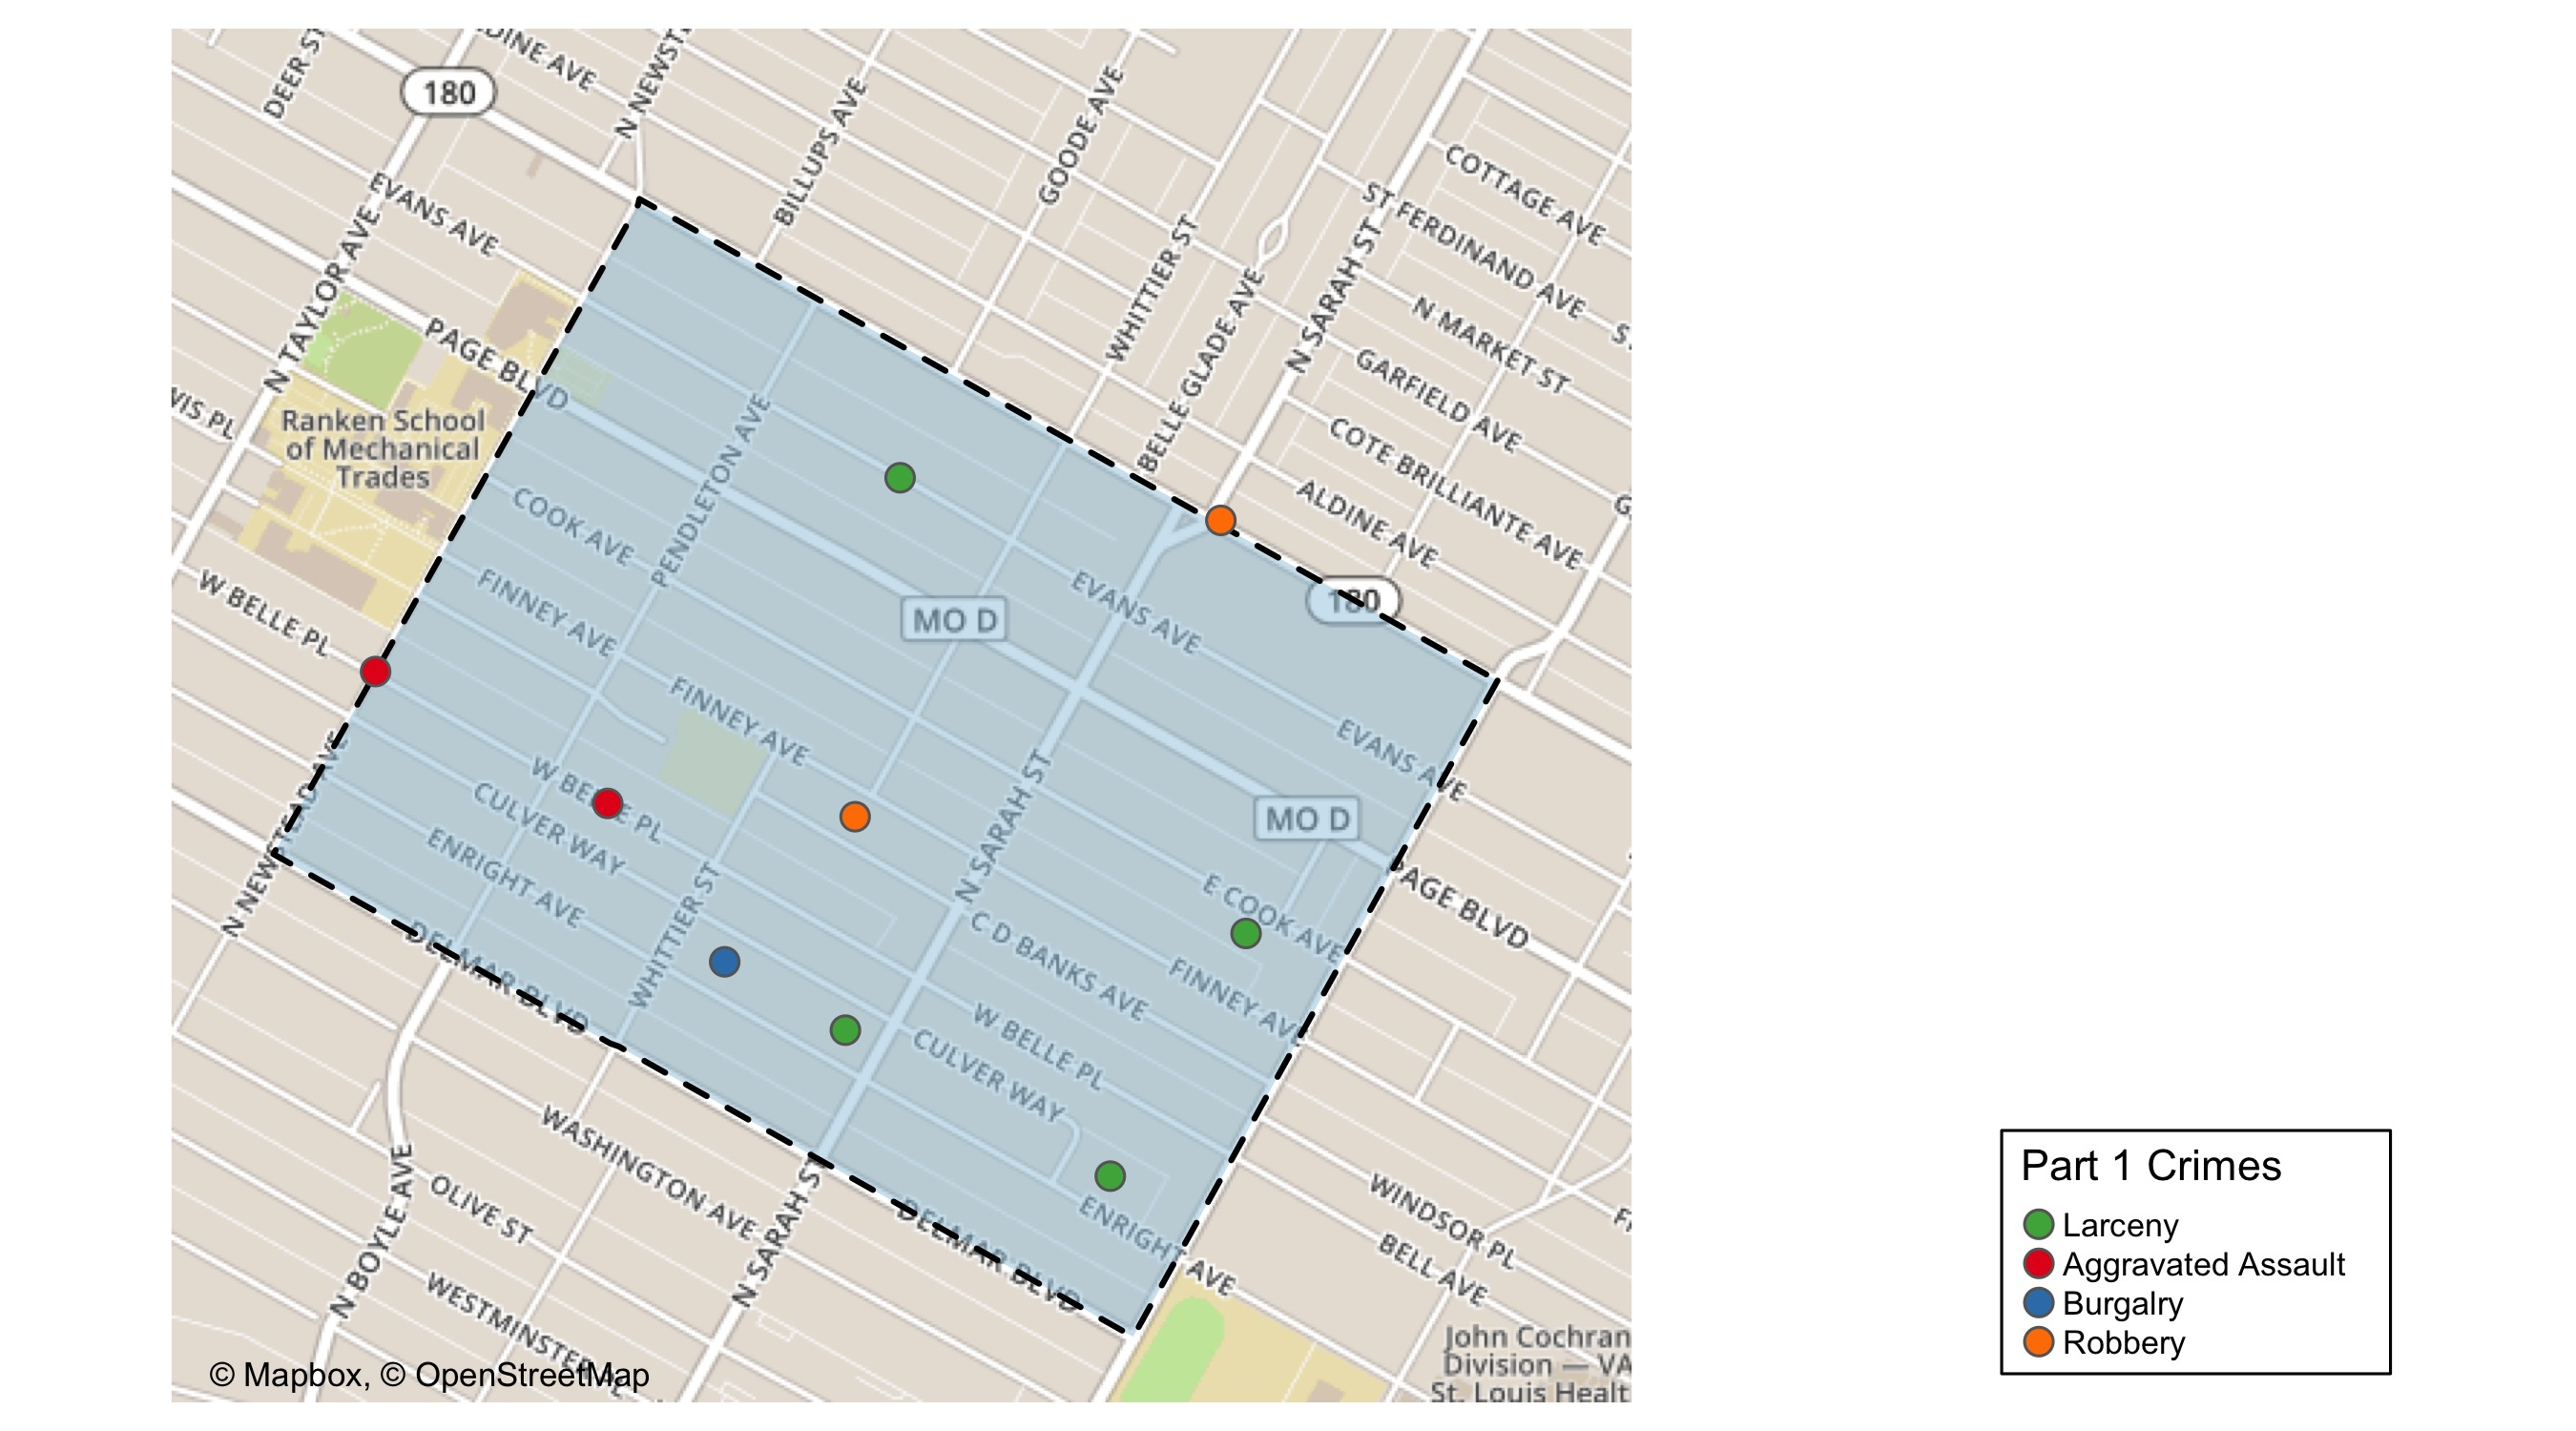 DEER ST
DINE AVE
N NEWST
180
BILLUPS AVE
GOODE AVE
COTTAGE AVE
EVANS AVE
ST FERDINAND AVE
WHITTIER ST
N SARAH ST
N TAYLOR AVE
BELLE GLADE AVE
N MARKET ST
S
PAGE BLVD
GARFIELD AVE
VIS PL
Ranken School
of Mechanical
Trades
PENDLETON AVE
COTE BRILLIANTE AVE
COOK AVE
ALDINE AVE
G
FINNEY AVE
W BELLE PL
MO D
EVANS AVE
180
FINNEY AVE
EVANS AVE
W BELLE PL
N SARAH ST
CULVER WAY
MO D
ENRIGHT AVE
N NEWSTEAD AVE
E COOK AVE
PAGE BLVD
WHITTIER ST
C D BANKS AVE
FINNEY AVE
DELMAR BLVD
W BELLE PL
CULVER WAY
WASHINGTON AVE
N BOYLE AVE
OLIVE ST
N SARAH ST
DELMAR BLVD
ENRIGHT AVE
WINDSOR PL
BELL AVE
WESTMINSTER PL
John Cochran
Division — VA
St. Louis Healt
© Mapbox, © OpenStreetMap
Part 1 Crimes
Larceny
Aggravated Assault
Burgalry
Robbery